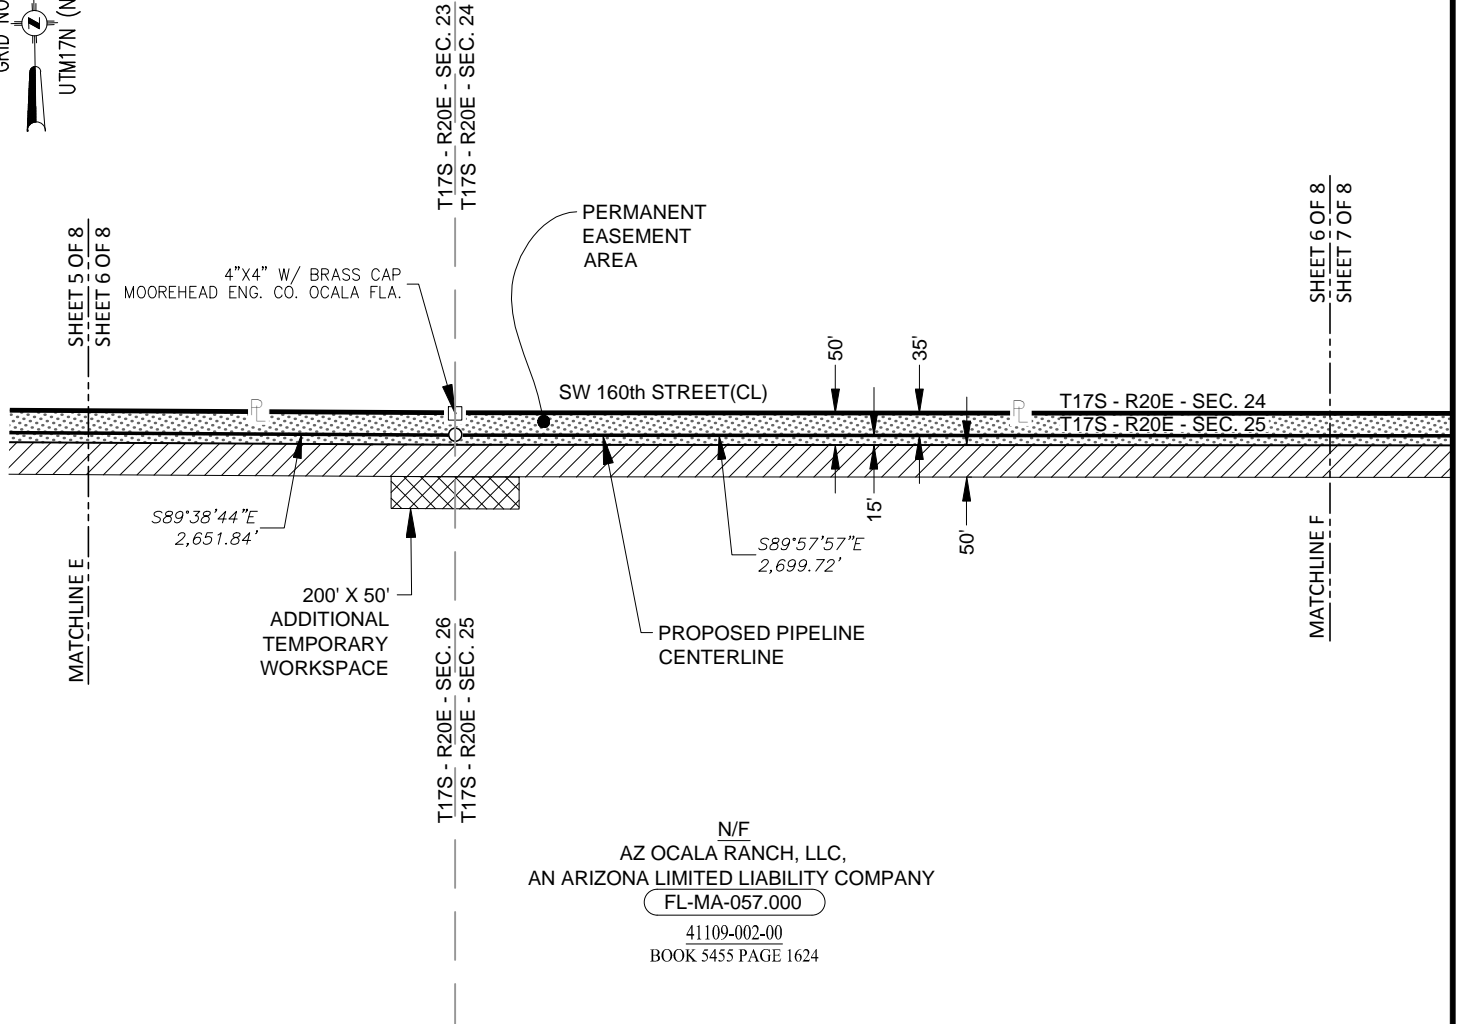 GRID NO
Z
UTM17N (N
T17S - R20E - SEC. 23
T17S - R20E - SEC. 24
SHEET 5 OF 8
SHEET 6 OF 8
4"X4" W/ BRASS CAP
MOOREHEAD ENG. CO. OCALA FLA.
PERMANENT
EASEMENT
AREA
SHEET 6 OF 8
SHEET 7 OF 8
50'
35'
SW 160th STREET(CL)
PL
PL
T17S - R20E - SEC. 24
T17S - R20E - SEC. 25
S89°38'44"E
2,651.84'
15'
50'
S89°57'57"E
2,699.72'
MATCHLINE E
MATCHLINE F
200' X 50'
ADDITIONAL
TEMPORARY
WORKSPACE
PROPOSED PIPELINE
CENTERLINE
T17S - R20E - SEC. 26
T17S - R20E - SEC. 25
N/F
AZ OCALA RANCH, LLC,
AN ARIZONA LIMITED LIABILITY COMPANY
FL-MA-057.000
41109-002-00
BOOK 5455 PAGE 1624